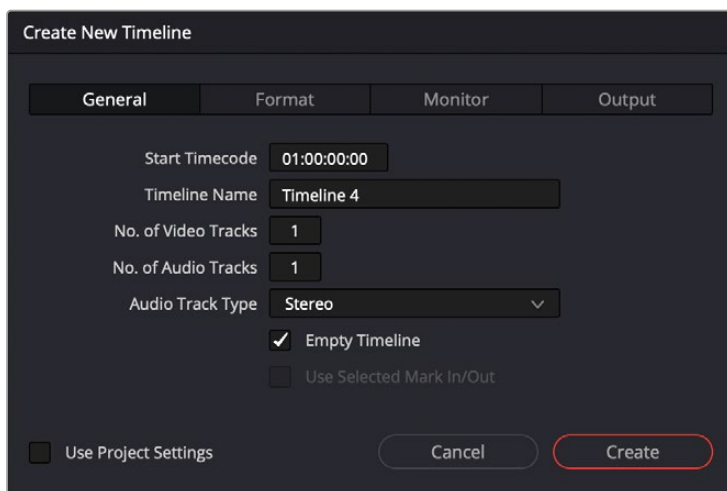 Create New Timeline
General Format Monitor Output
Start Timecode 01:00:00:00
Timeline Name Timeline 4
No. of Video Tracks 1
No. of Audio Tracks 1
Audio Track Type Stereo
Empty Timeline
Use Selected Mark In/Out
Use Project Settings Cancel Create